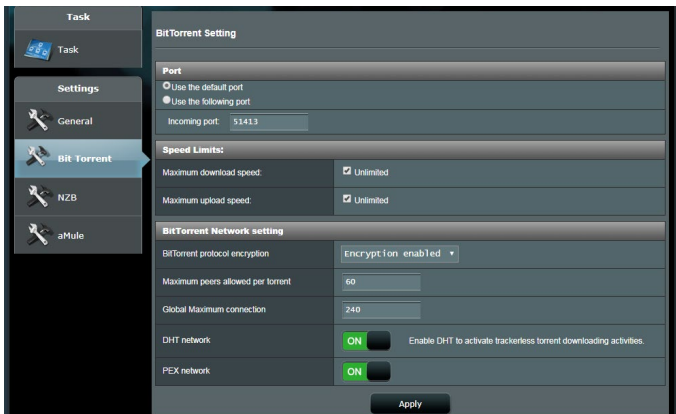 Task
Task
Settings
General
Bit Torrent
NZB
aMule
BitTorrent Setting
Port
Use the default port
Use the following port
Incoming port: 51413
Speed Limits:
Maximum download speed: Unlimited
Maximum upload speed: Unlimited
BitTorrent Network setting
BitTorrent protocol encryption Encryption enabled
Maximum peers allowed per torrent 60
Global Maximum connection 240
DHT network ON Enable DHT to activate trackerless torrent downloading activities.
PEX network ON
Apply